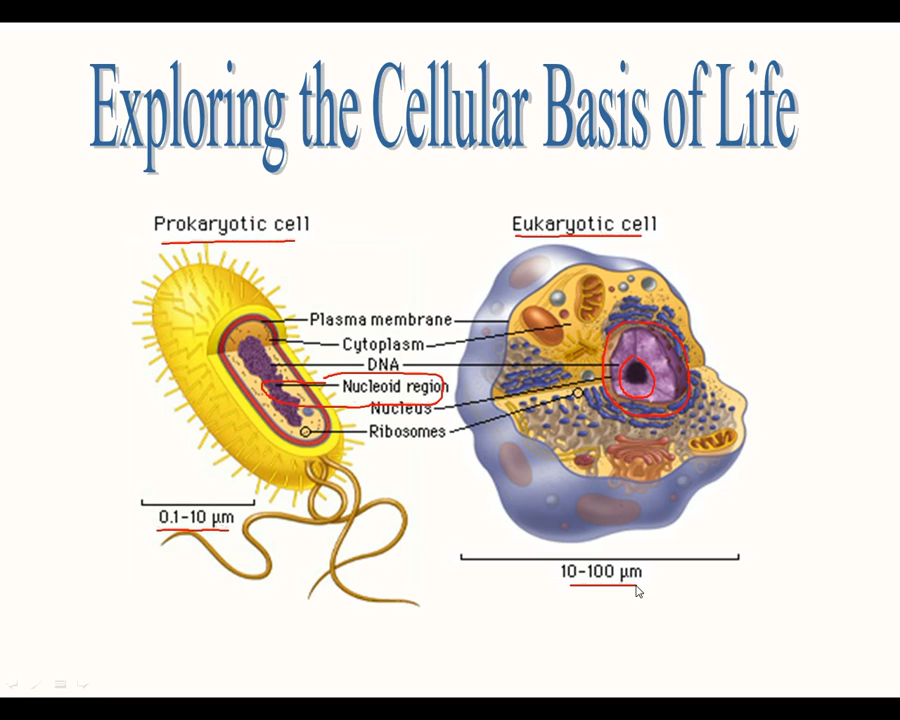 Exploring the Cellular Basis of Life
Prokaryotic cell
Eukaryotic cell
Plasma membrane
Cytoplasm
DNA
Nucleoid region
Nucleus
Ribosomes
0.1-10 µm
10-100 µm